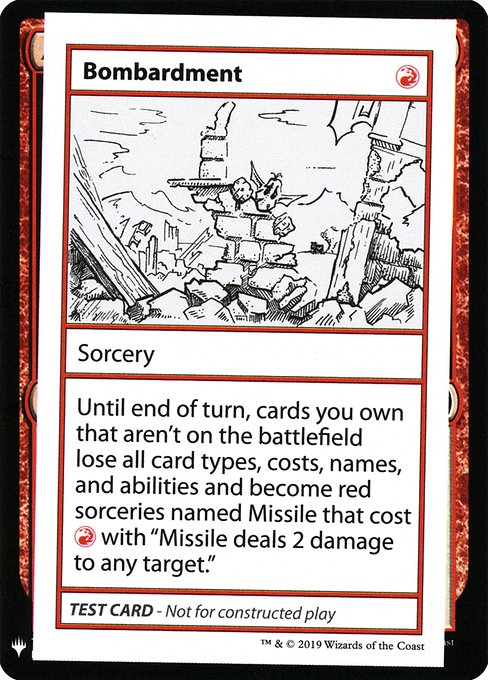 Bombardment
Sorcery
Until end of turn, cards you own
that aren't on the battlefield
lose all card types, costs, names,
and abilities and become red
sorceries named Missile that cost
with "Missile deals 2 damage
to any target."
TEST CARD - Not for constructed play
™ & © 2019 Wizards of the Coast